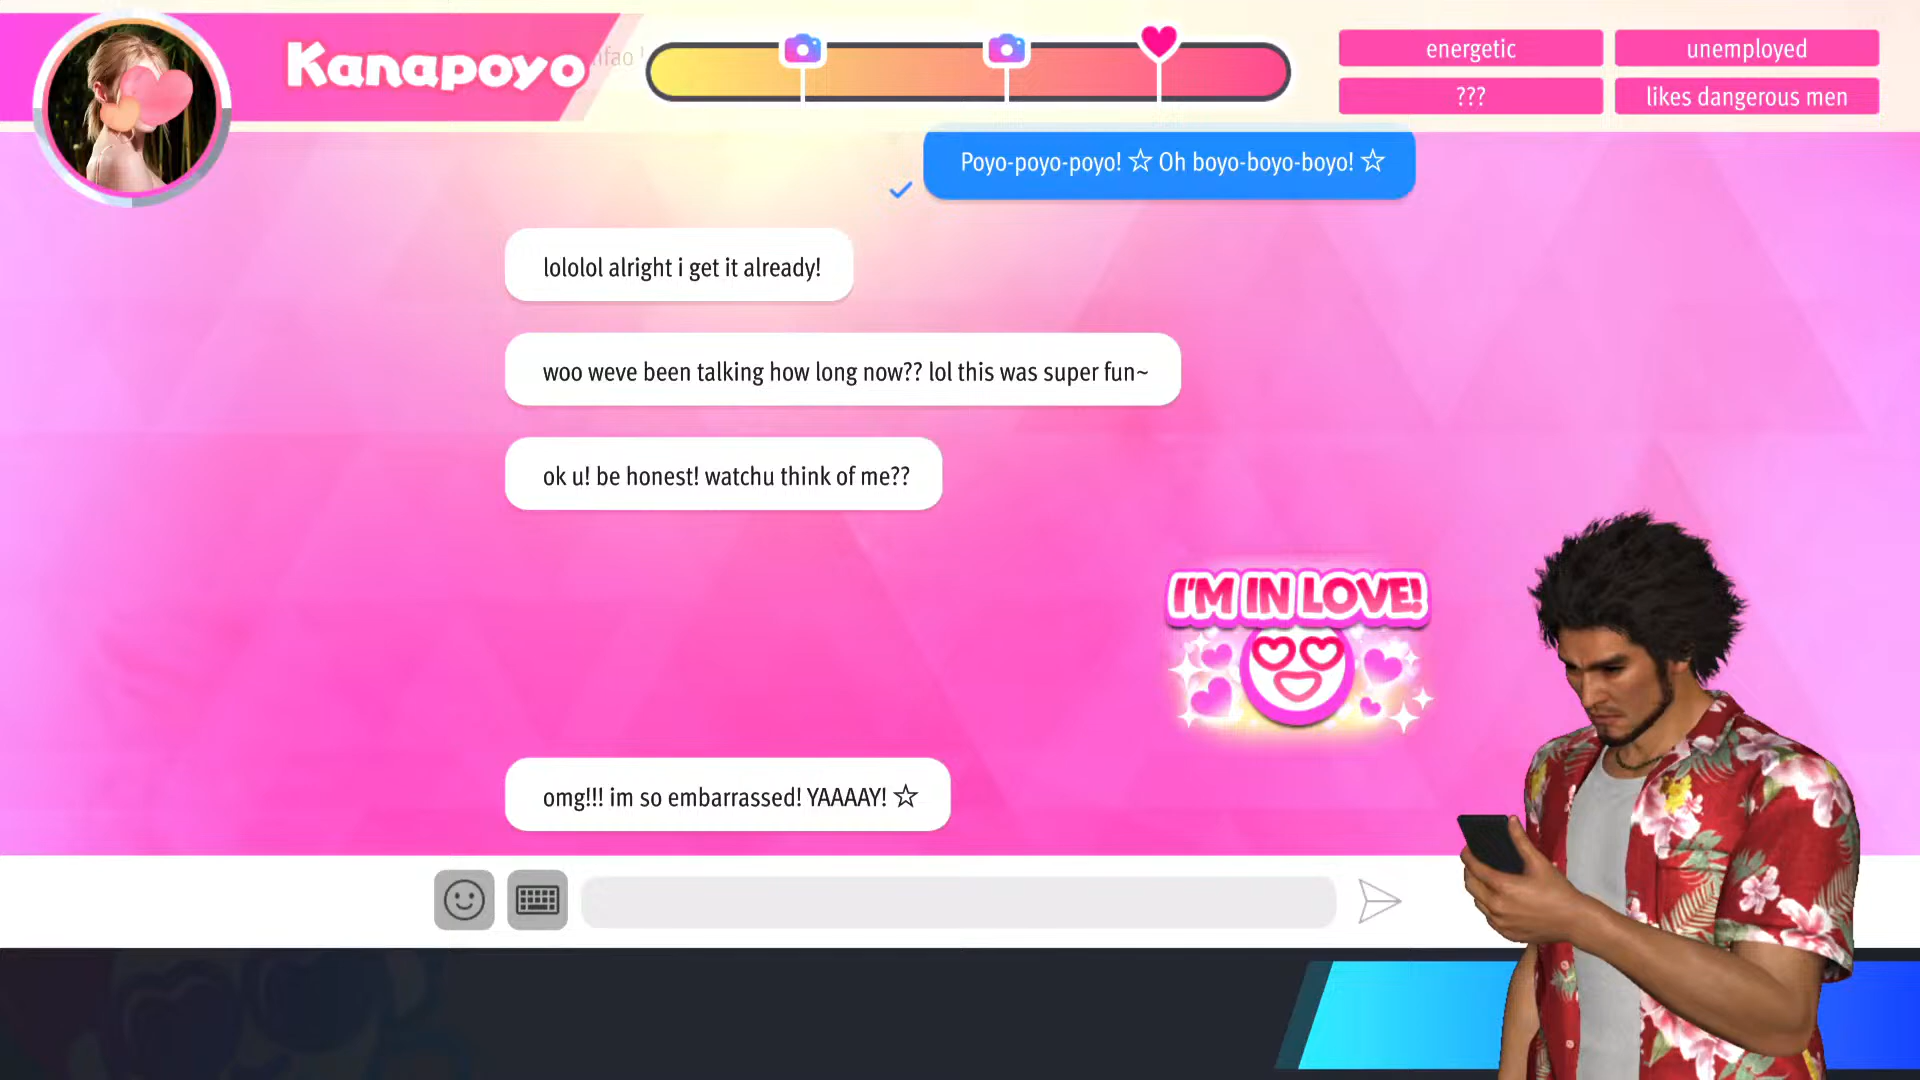 Kanapoyo
energetic
unemployed
???
likes dangerous men
Poyo-poyo-poyo! ☆ Oh boyo-boyo-boyo! ☆
lololol alright i get it already!
woo weve been talking how long now?? lol this was super fun~
ok u! be honest! watchu think of me??
I'M IN LOVE!
omg!!! im so embarrassed! YAAAAY! ☆